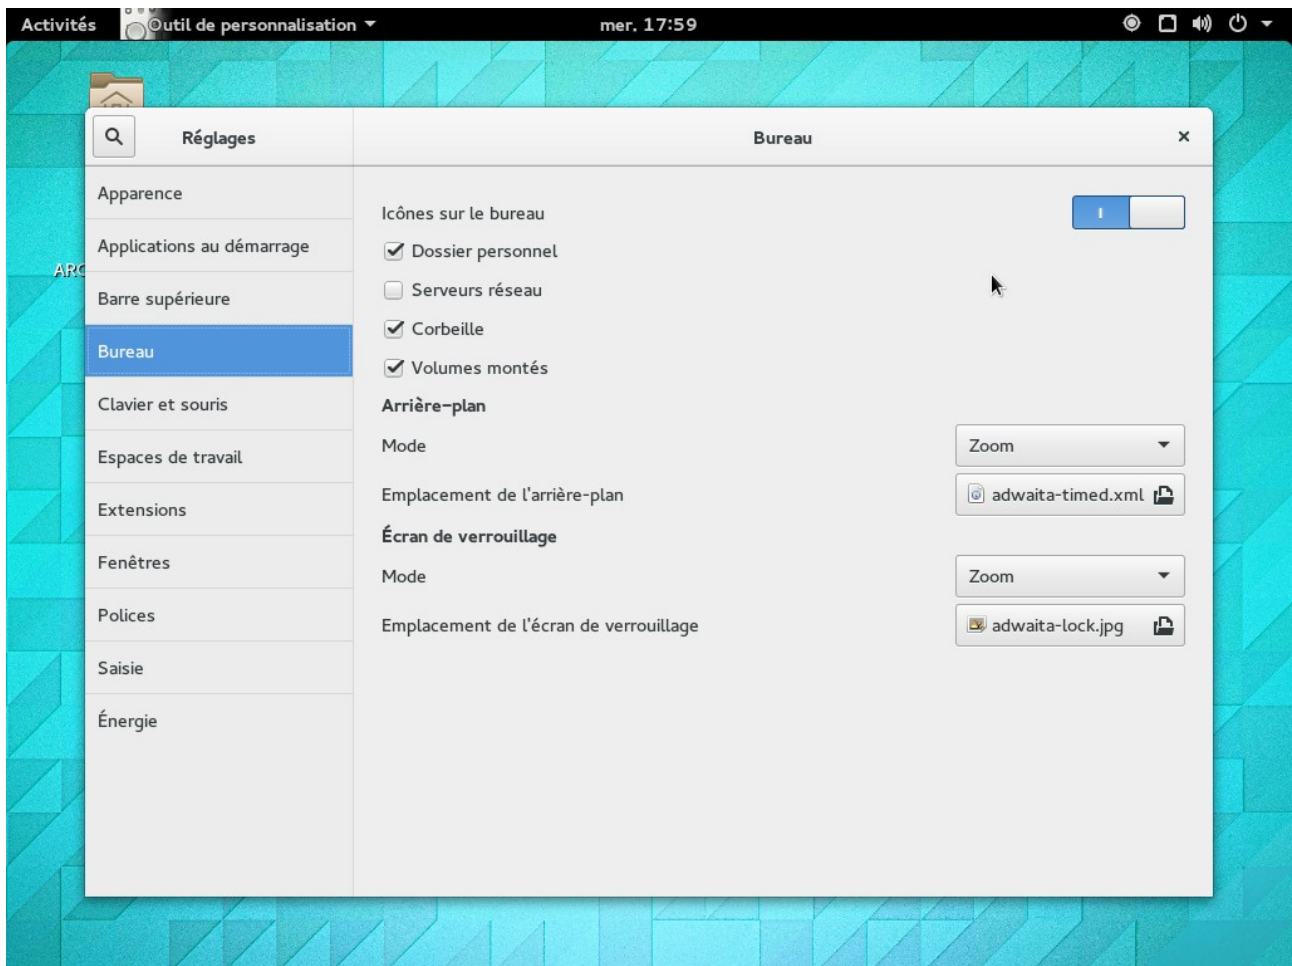 Activités
Outil de personnalisation
mer. 17:59
Réglages
Bureau
Apparence
Applications au démarrage
Barre supérieure
Bureau
Clavier et souris
Espaces de travail
Extensions
Fenêtres
Polices
Saisie
Énergie
ARC
Icônes sur le bureau
Dossier personnel
Serveurs réseau
Corbeille
Volumes montés
Arrière-plan
Mode Zoom
Emplacement de l'arrière-plan adwaita-timed.xml
Écran de verrouillage
Mode Zoom
Emplacement de l'écran de verrouillage adwaita-lock.jpg